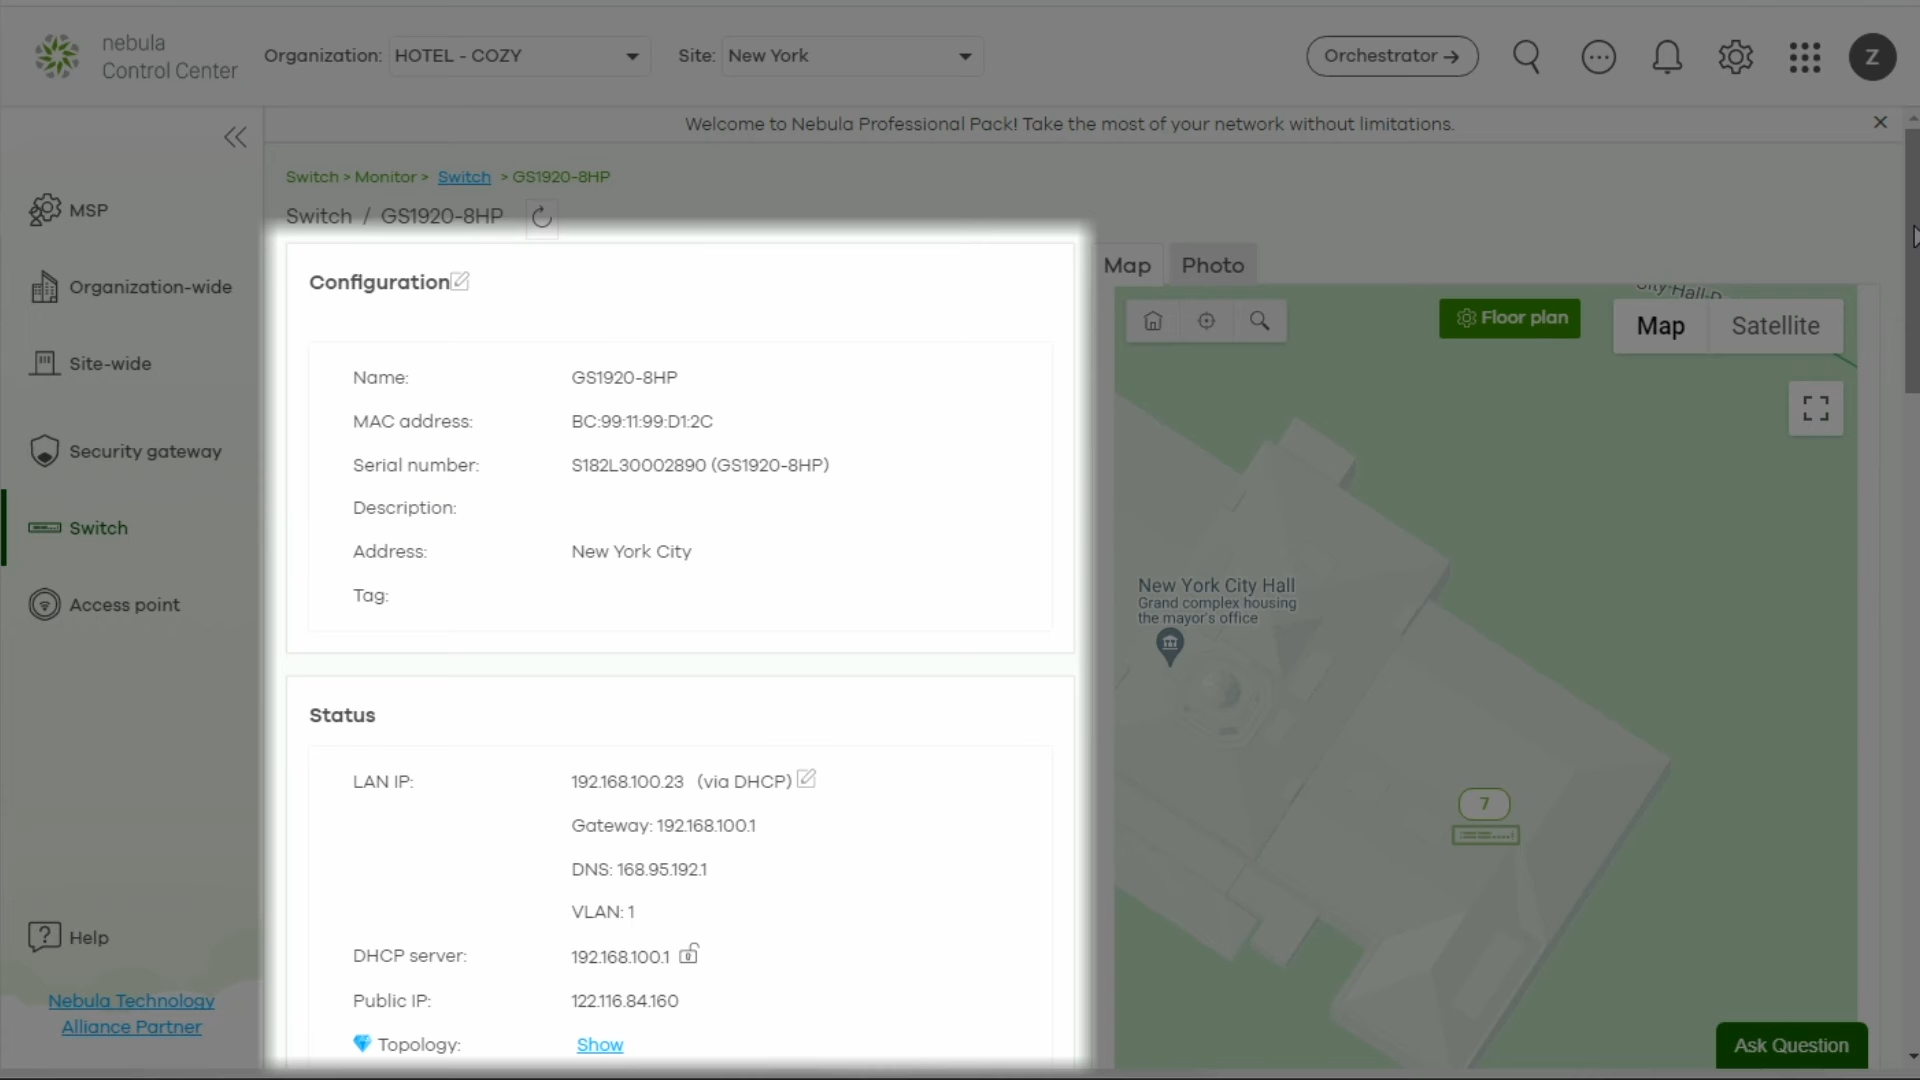 nebula
Control Center
Organization: HOTEL - COZY
Site: New York
Orchestrator →
Z
Welcome to Nebula Professional Pack! Take the most of your network without limitations.
MSP
Organization-wide
Site-wide
Security gateway
Switch
Access point
Help
Nebula Technology
Alliance Partner
Switch > Monitor > Switch > GS1920-8HP
Switch / GS1920-8HP
Configuration
Name: GS1920-8HP
MAC address: BC:99:11:99:D1:2C
Serial number: S182L30002890 (GS1920-8HP)
Description:
Address: New York City
Tag:
Status
LAN IP: 192.168.100.23 (via DHCP)
Gateway: 192.168.100.1
DNS: 168.95.192.1
VLAN: 1
DHCP server: 192.168.100.1
Public IP: 122.116.84.160
Topology: Show
Map Photo
Floor plan
Map Satellite
New York City Hall
Grand complex housing
the mayor's office
7
Ask Question